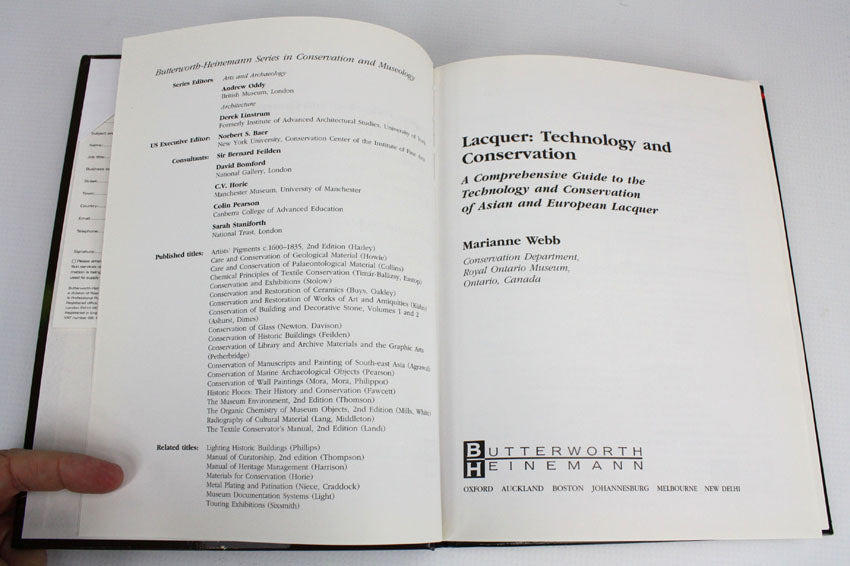 Subject are
Name:
Job title:
Business
Street:
Town:
Country:
Email:
Telephone:
Signature:
Please
Butterworth-Heinemann Series in Conservation and Museology
Series Editors Arts and Archaeology
Andrew Oddy
British Museum, London
Architecture
Derek Linstrum
Formerly Institute of Advanced Architectural Studies, University of York
US Executive Editor: Norbert S. Baer
New York University, Conservation Center of the Institute of Fine Arts
Consultants: Sir Bernard Feilden
David Bomford
National Gallery, London
C.V. Horie
Manchester Museum, University of Manchester
Colin Pearson
Canberra College of Advanced Education
Sarah Staniforth
National Trust, London
Published titles: Artists' Pigments c.1600–1835, 2nd Edition (Harley)
Care and Conservation of Geological Material (Howie)
Care and Conservation of Palaeontological Material (Collins)
Chemical Principles of Textile Conservation (Tímár-Balázsy, Eastop)
Conservation and Exhibitions (Stolow)
Conservation and Restoration of Ceramics (Buys, Oakley)
Conservation and Restoration of Works of Art and Antiquities (Kühn)
Conservation of Building and Decorative Stone, Volumes 1 and 2
(Ashurst, Dimes)
Conservation of Glass (Newton, Davison)
Conservation of Historic Buildings (Feilden)
Conservation of Library and Archive Materials and the Graphic Arts
(Petherbridge)
Conservation of Manuscripts and Painting of South-east Asia (Agrawal)
Conservation of Marine Archaeological Objects (Pearson)
Conservation of Wall Paintings (Mora, Mora, Philippot)
Historic Floors: Their History and Conservation (Fawcett)
The Museum Environment, 2nd Edition (Thomson)
The Organic Chemistry of Museum Objects, 2nd Edition (Mills, White)
Radiography of Cultural Material (Lang, Middleton)
The Textile Conservator's Manual, 2nd Edition (Landi)
Related titles: Lighting Historic Buildings (Phillips)
Manual of Curatorship, 2nd edition (Thompson)
Manual of Heritage Management (Harrison)
Materials for Conservation (Horie)
Metal Plating and Patination (Niece, Craddock)
Museum Documentation Systems (Light)
Touring Exhibitions (Sixsmith)
Lacquer: Technology and
Conservation
A Comprehensive Guide to the
Technology and Conservation
of Asian and European Lacquer
Marianne Webb
Conservation Department,
Royal Ontario Museum,
Ontario, Canada
BUTTERWORTH
HEINEMANN
OXFORD AUCKLAND BOSTON JOHANNESBURG MELBOURNE NEW DELHI